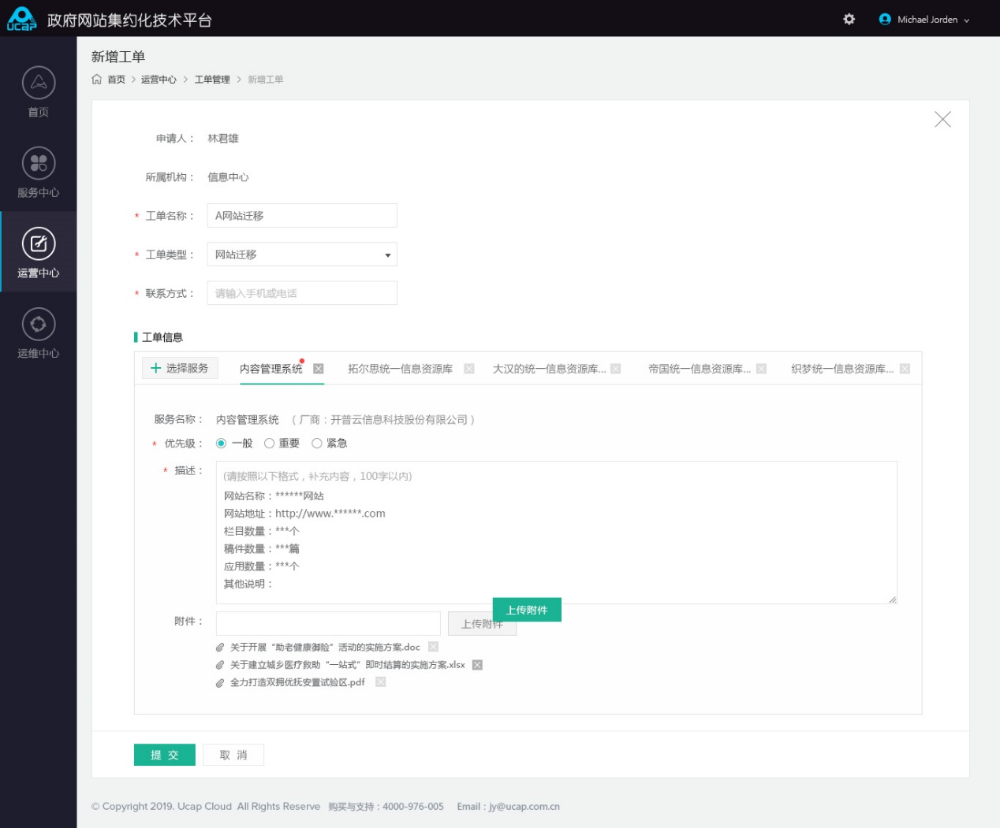 UCAP 政府网站集约化技术平台
Michael Jorden
首页
服务中心
运营中心
运维中心
新增工单
首页 > 运营中心 > 工单管理 > 新增工单
申请人： 林君雄
所属机构： 信息中心
* 工单名称： A网站迁移
* 工单类型： 网站迁移
* 联系方式： 请输入手机或电话
工单信息
+ 选择服务 内容管理系统 拓尔思统一信息资源库 大汉的统一信息资源库... 帝国统一信息资源库... 织梦统一信息资源库...
服务名称： 内容管理系统 （厂商：开普云信息科技股份有限公司）
* 优先级： 一般 重要 紧急
* 描述： (请按照以下格式，补充内容，100字以内)
网站名称：******网站
网站地址：http://www.******.com
栏目数量：***个
稿件数量：***篇
应用数量：***个
其他说明：
上传附件
附件： 上传附件
关于开展“助老健康御险”活动的实施方案.doc
关于建立城乡医疗救助“一站式”即时结算的实施方案.xlsx
全力打造双拥优抚安置试验区.pdf
提 交 取 消
© Copyright 2019. Ucap Cloud All Rights Reserve 购买与支持：4000-976-005 Email：jy@ucap.com.cn